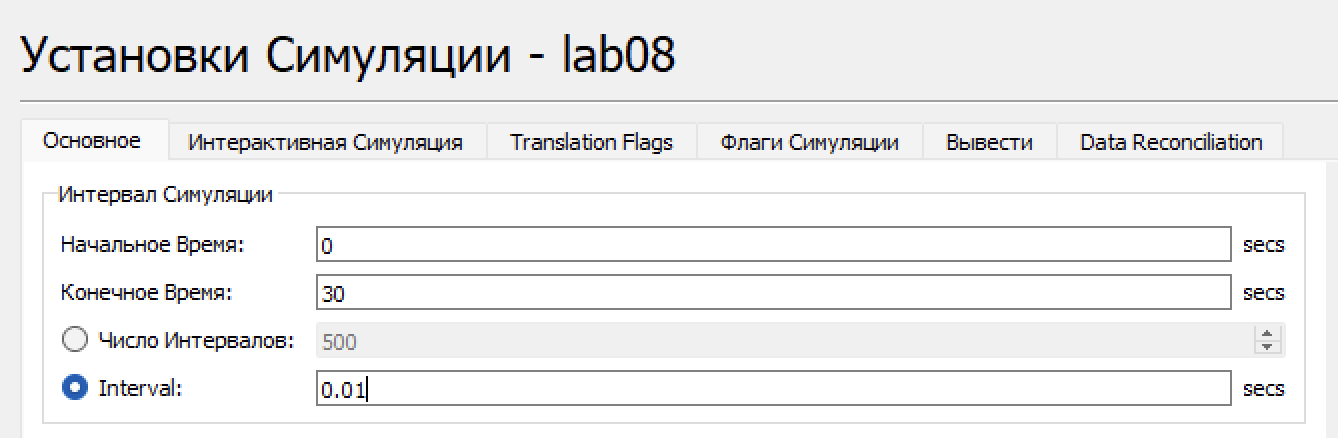 Установки Симуляции - lab08
Основное Интерактивная Симуляция Translation Flags Флаги Симуляции Вывести Data Reconciliation
Интервал Симуляции
Начальное Время: 0 secs
Конечное Время: 30 secs
Число Интервалов: 500
Interval: 0.01 secs